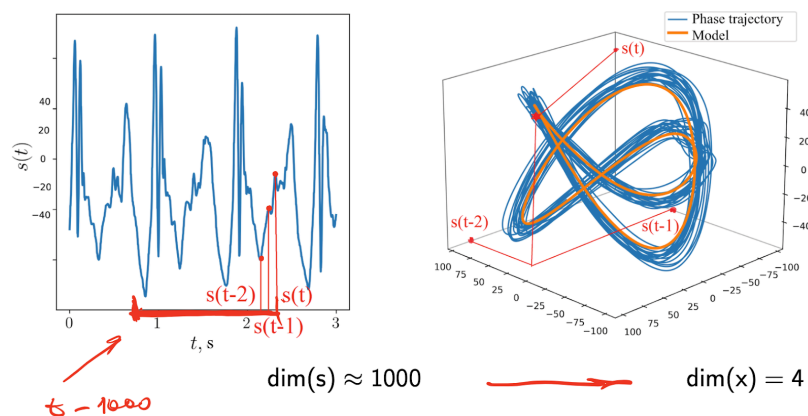 Phase trajectory
Model
s(t)
40
20
0
−20
−40
s(t)
s(t-2)
s(t)
s(t-1)
0
1
2
3
t, s
s(t)
s(t-2)
s(t-1)
40
20
0
−20
−40
100
75
50
25
0
−25
−50
−75
−100
100
75
50
25
0
−25
−50
−75
−100
t - 1000
dim(s) ≈ 1000
dim(x) = 4